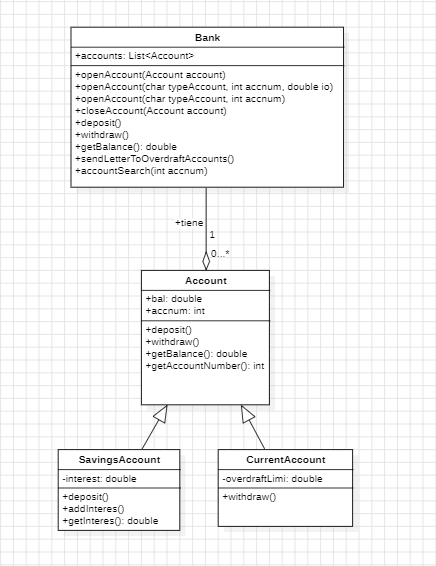 Bank
+accounts: List<Account>
+openAccount(Account account)
+openAccount(char typeAccount, int accnum, double io)
+openAccount(char typeAccount, int accnum)
+closeAccount(Account account)
+deposit()
+withdraw()
+getBalance(): double
+sendLetterToOverdraftAccounts()
+accountSearch(int accnum)
+tiene
1
0...*
Account
+bal: double
+accnum: int
+deposit()
+withdraw()
+getBalance(): double
+getAccountNumber(): int
SavingsAccount
-interest: double
+deposit()
+addInteres()
+getInteres(): double
CurrentAccount
-overdraftLimi: double
+withdraw()